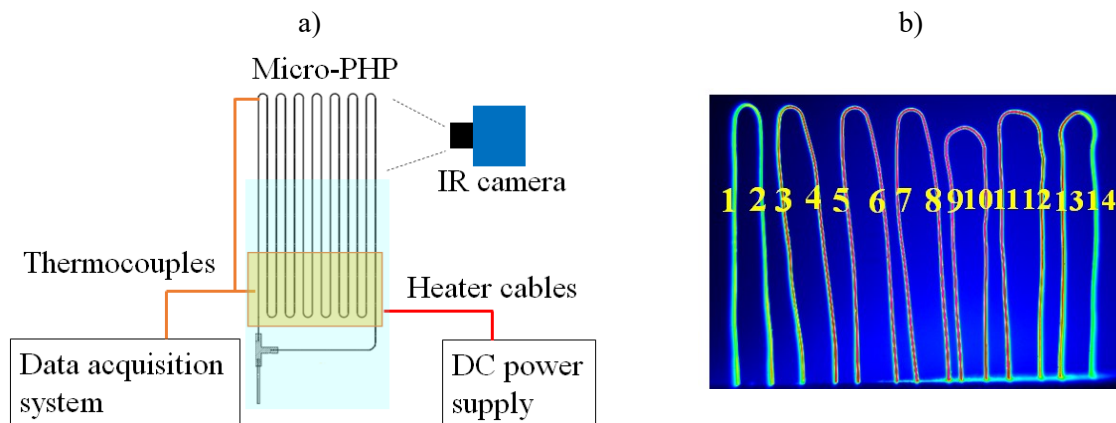 a)
b)
Micro-PHP
IR camera
Thermocouples
Heater cables
Data acquisition
system
DC power
supply
1 2 3 4 5 6 7 8 9 10 11 12 13 14